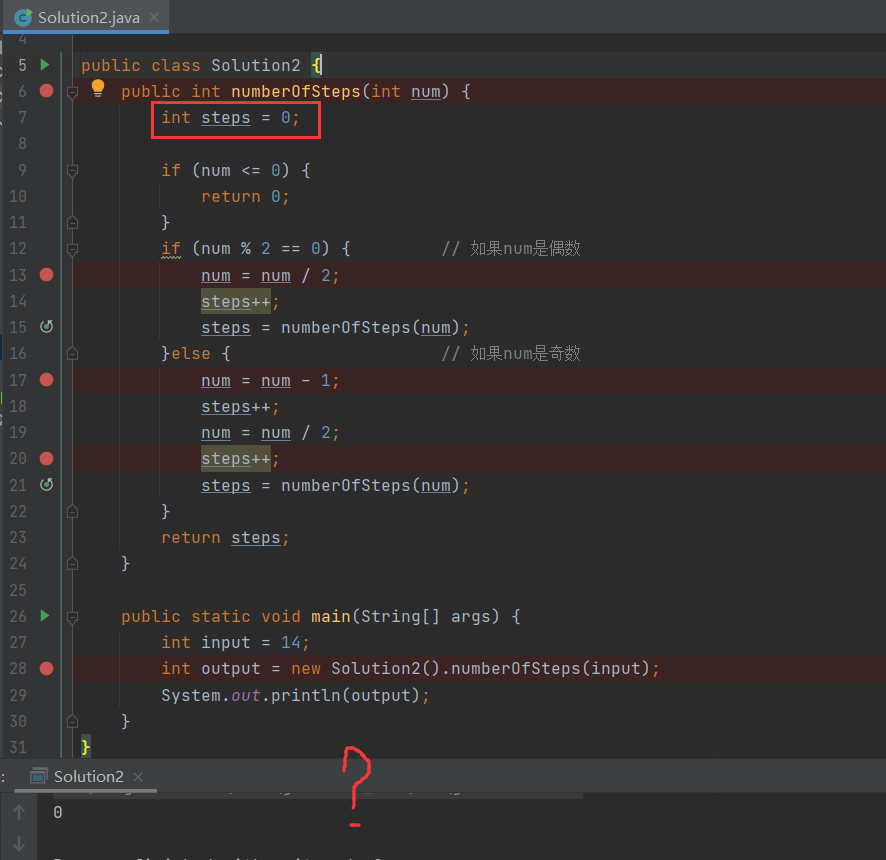 Solution2.java
4
5 public class Solution2 {
6 public int numberOfSteps(int num) {
7 int steps = 0;
8
9 if (num <= 0) {
10 return 0;
11 }
12 if (num % 2 == 0) { // 如果num是偶数
13 num = num / 2;
14 steps++;
15 steps = numberOfSteps(num);
16 }else { // 如果num是奇数
17 num = num - 1;
18 steps++;
19 num = num / 2;
20 steps++;
21 steps = numberOfSteps(num);
22 }
23 return steps;
24 }
25
26 public static void main(String[] args) {
27 int input = 14;
28 int output = new Solution2().numberOfSteps(input);
29 System.out.println(output);
30 }
31 }
?
: Solution2
0